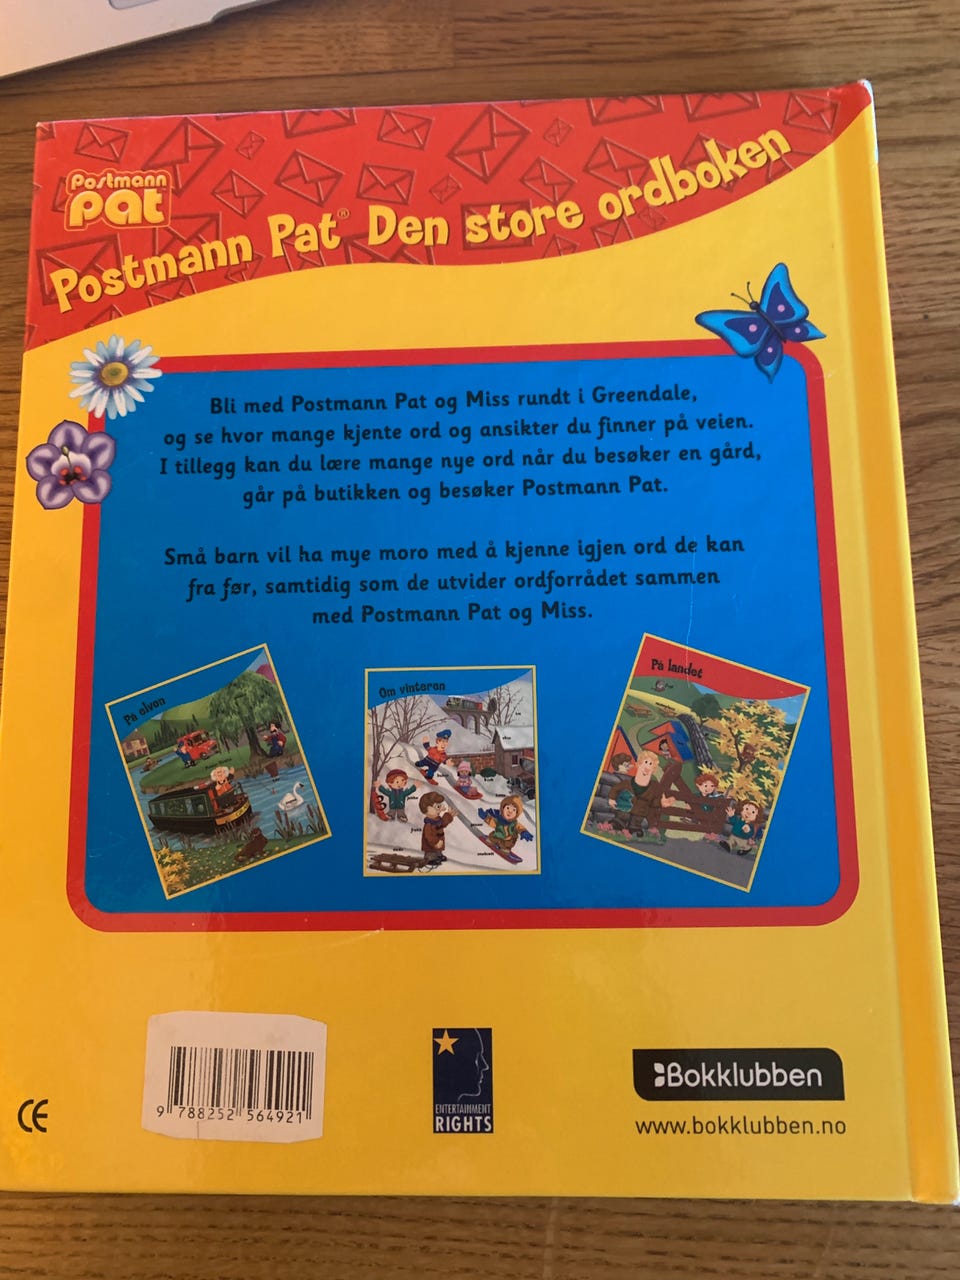 Postmann
Pat
Postmann Pat® Den store ordboken
Bli med Postmann Pat og Miss rundt i Greendale,
og se hvor mange kjente ord og ansikter du finner på veien.
I tillegg kan du lære mange nye ord når du besøker en gård,
går på butikken og besøker Postmann Pat.
Små barn vil ha mye moro med å kjenne igjen ord de kan
fra før, samtidig som de utvider ordforrådet sammen
med Postmann Pat og Miss.
På elven
Om vinteren
På landet
CE
9 788252 564921
ENTERTAINMENT
RIGHTS
Bokklubben
www.bokklubben.no